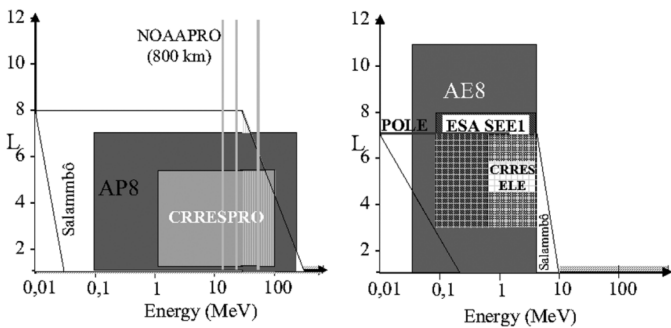 12
10
8
6
4
2
L
NOAAPRO
(800 km)
Salammbô
AP8
CRRESPRO
0,01
0,1
1
10
100
Energy (MeV)
12
10
8
6
4
2
L
AE8
POLE
ESA SEE1
CRRES
ELE
Salammbô
0,01
0,1
1
10
100
Energy (MeV)